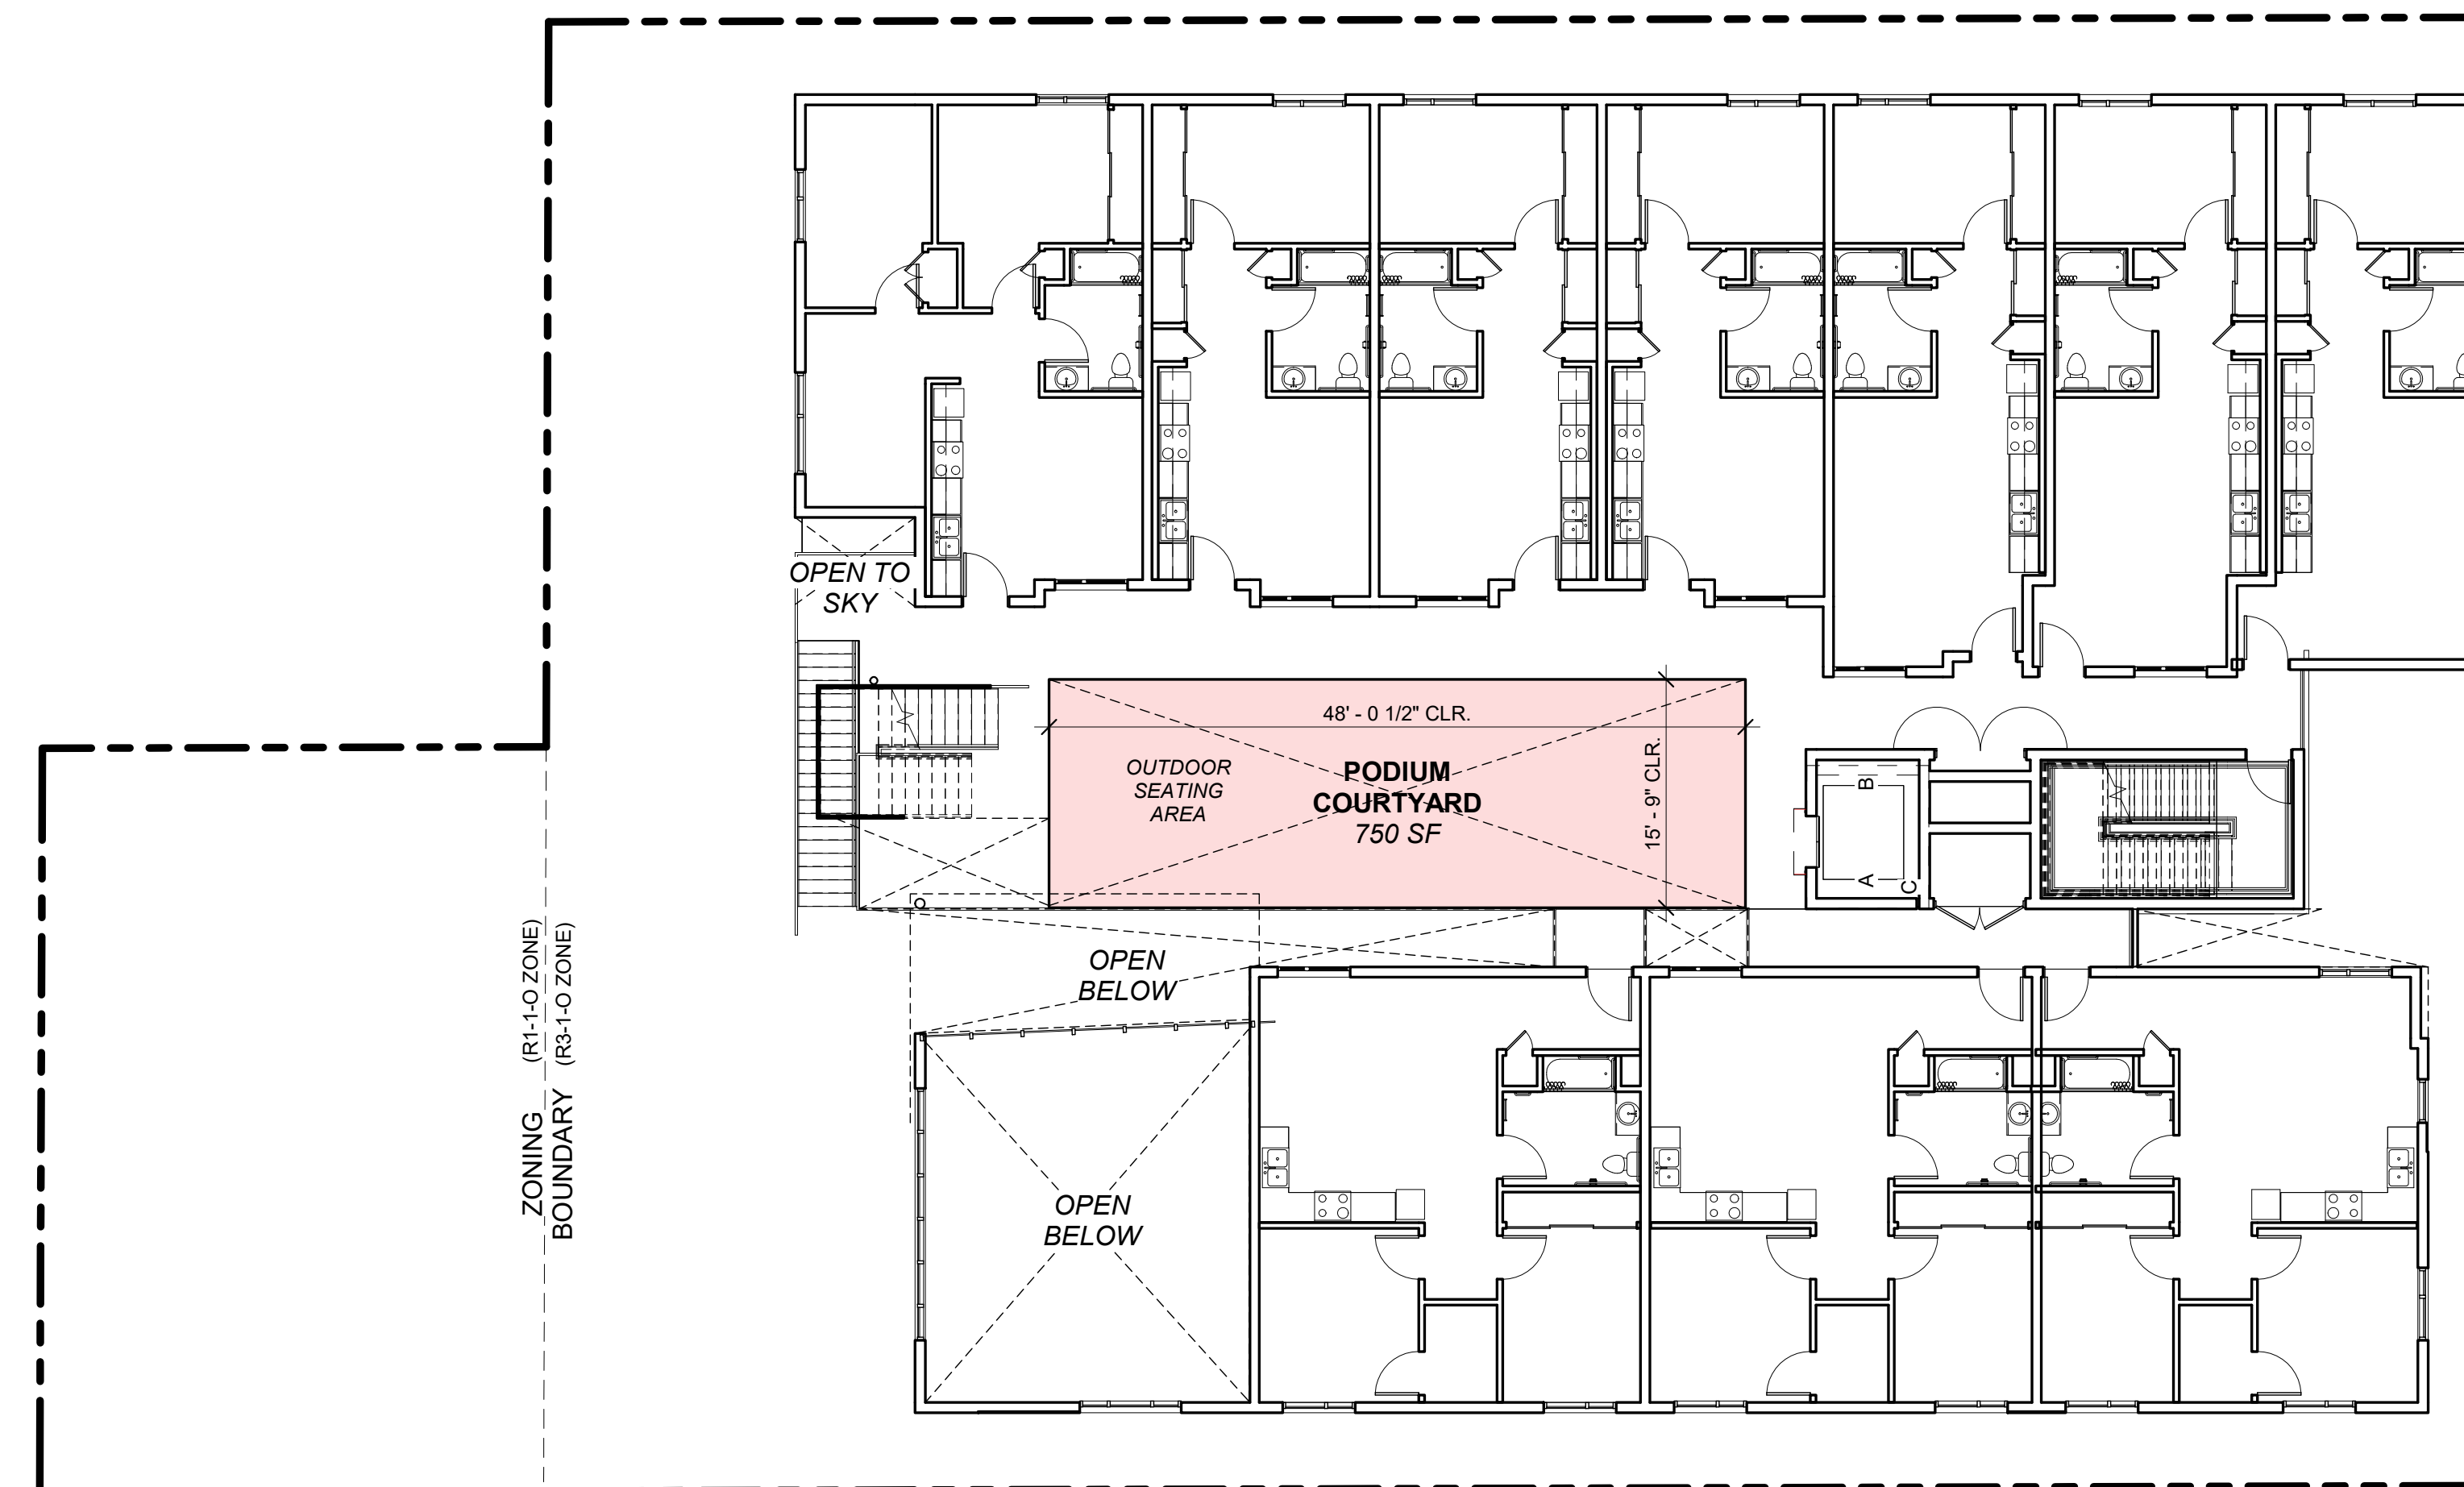 OPEN TO
SKY
48' - 0 1/2" CLR.
OUTDOOR
SEATING
AREA
PODIUM
COURTYARD
750 SF
15' - 9" CLR.
B
A
C
OPEN
BELOW
(R1-1-O ZONE)
(R3-1-O ZONE)
ZONING
BOUNDARY
OPEN
BELOW